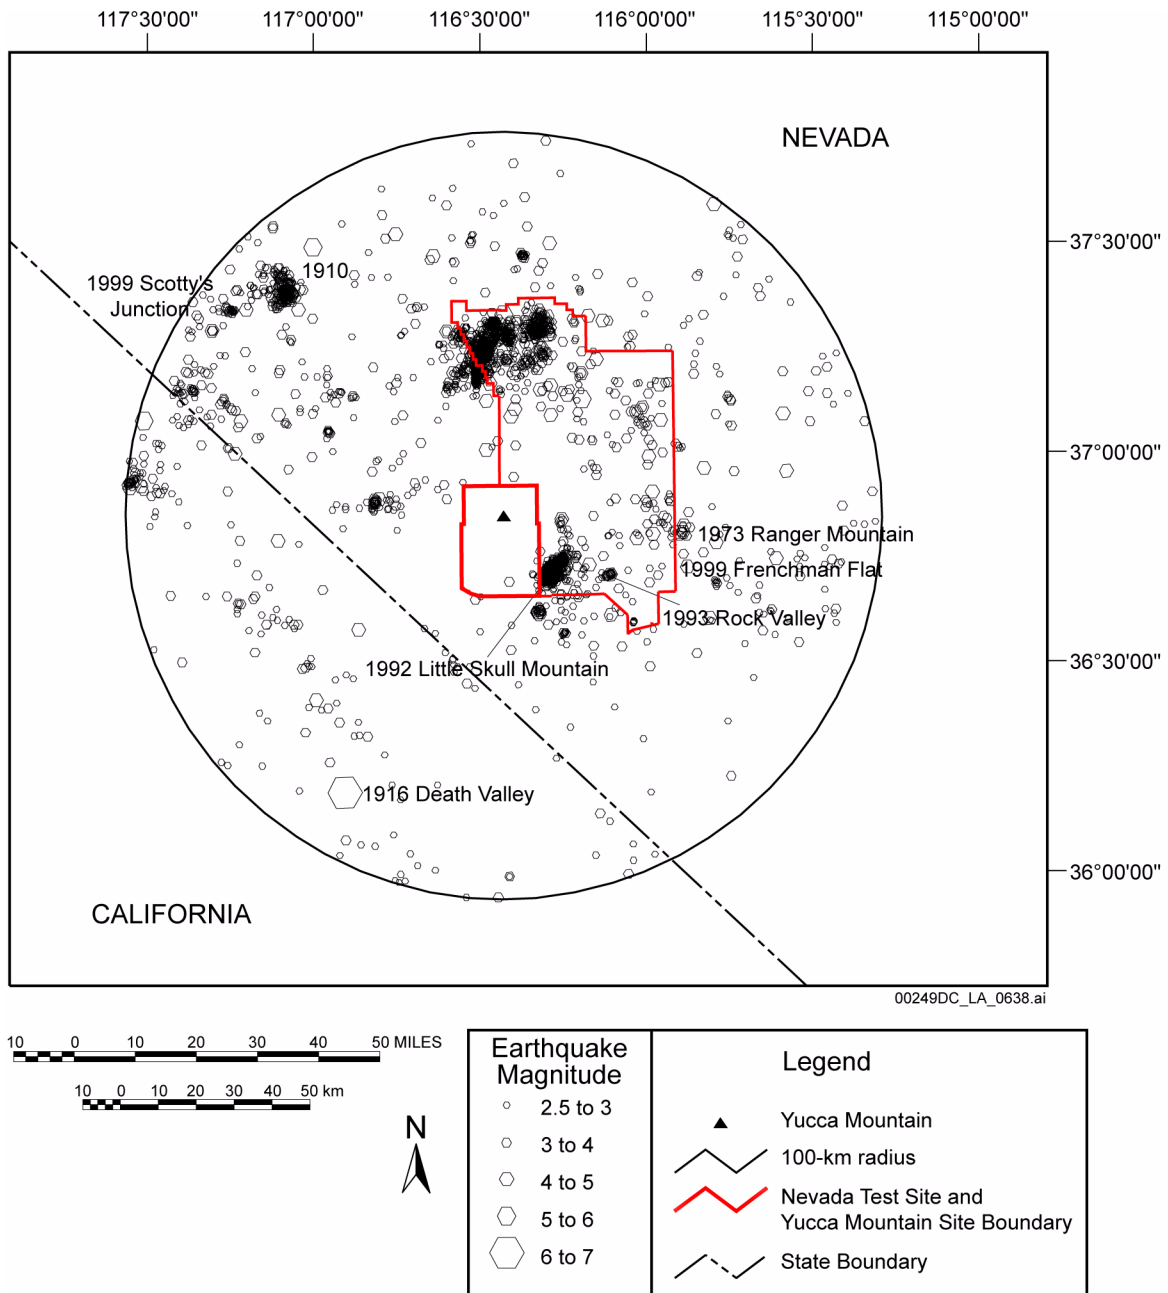 117°30'00" 117°00'00" 116°30'00" 116°00'00" 115°30'00" 115°00'00"
NEVADA
37°30'00"
1910
1999 Scotty's
Junction
37°00'00"
1973 Ranger Mountain
1999 Frenchman Flat
1993 Rock Valley
1992 Little Skull Mountain
36°30'00"
1916 Death Valley
36°00'00"
CALIFORNIA
00249DC_LA_0638.ai
10 0 10 20 30 40 50 MILES
10 0 10 20 30 40 50 km
N
Earthquake
Magnitude
2.5 to 3
3 to 4
4 to 5
5 to 6
6 to 7
Legend
Yucca Mountain
100-km radius
Nevada Test Site and
Yucca Mountain Site Boundary
State Boundary